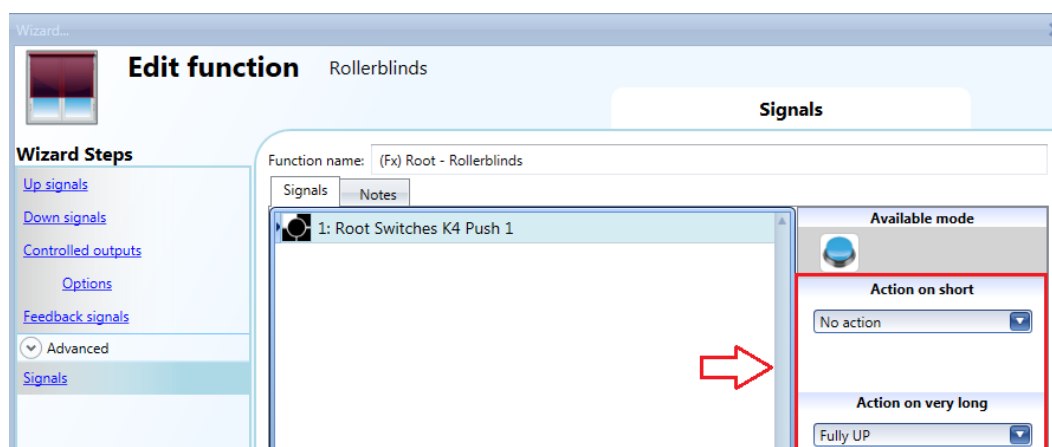 Wizard...
Edit function Rollerblinds
Signals
Wizard Steps
Up signals
Down signals
Controlled outputs
Options
Feedback signals
Advanced
Signals
Function name: (Fx) Root - Rollerblinds
Signals Notes
1: Root Switches K4 Push 1
Available mode
Action on short
No action
Action on very long
Fully UP